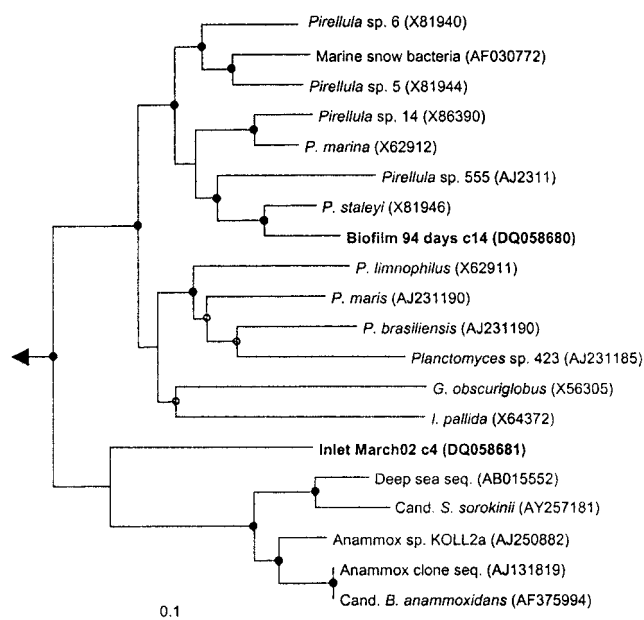 Pirellula sp. 6 (X81940)
Marine snow bacteria (AF030772)
Pirellula sp. 5 (X81944)
Pirellula sp. 14 (X86390)
P. marina (X62912)
Pirellula sp. 555 (AJ2311)
P. staleyi (X81946)
Biofilm 94 days c14 (DQ058680)
P. limnophilus (X62911)
P. maris (AJ231190)
P. brasiliensis (AJ231190)
Planctomyces sp. 423 (AJ231185)
G. obscuriglobus (X56305)
I. pallida (X64372)
Inlet March02 c4 (DQ058681)
Deep sea seq. (AB015552)
Cand. S. sorokinii (AY257181)
Anammox sp. KOLL2a (AJ250882)
Anammox clone seq. (AJ131819)
Cand. B. anammoxidans (AF375994)
0.1